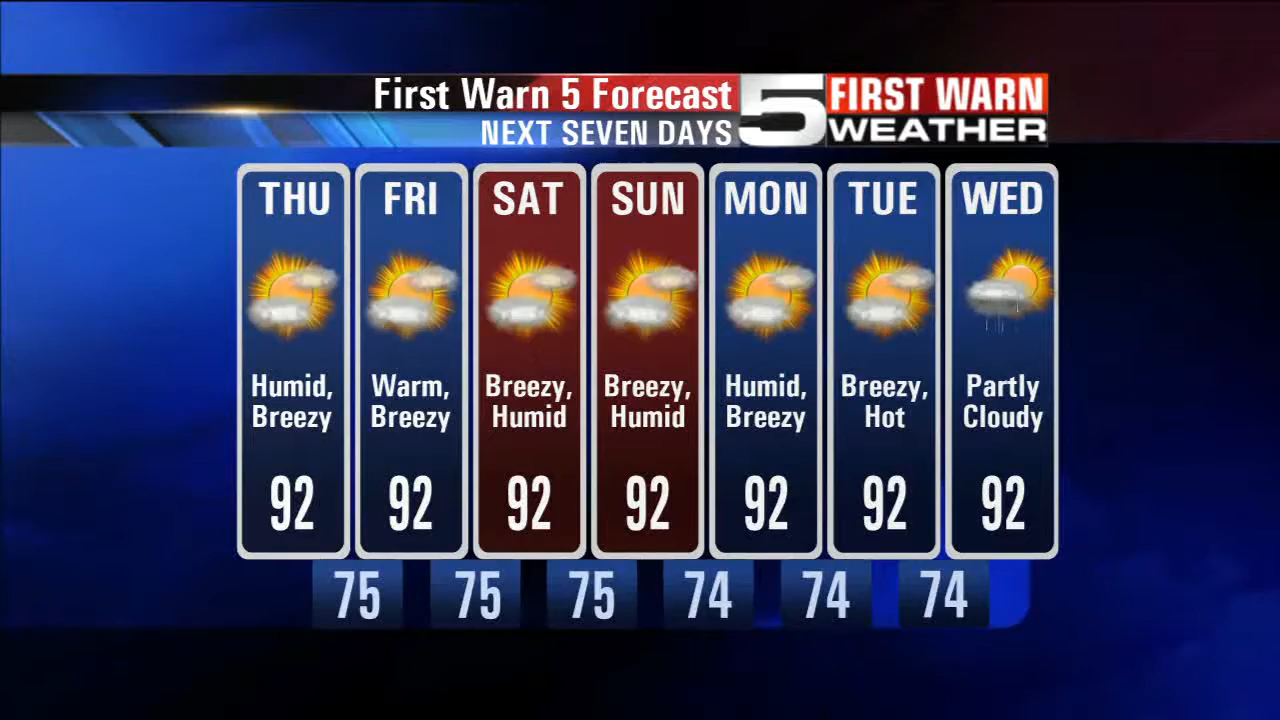 First Warn 5 Forecast
NEXT SEVEN DAYS
5 FIRST WARN
WEATHER
THU FRI SAT SUN MON TUE WED
Humid, Warm, Breezy, Breezy, Humid, Breezy, Partly
Breezy Breezy Humid Humid Breezy Hot Cloudy
92 92 92 92 92 92 92
75 75 75 74 74 74